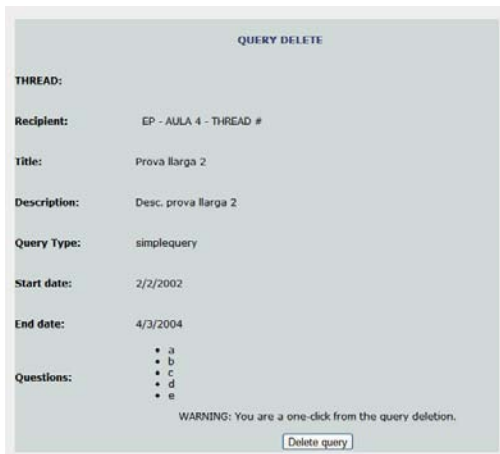 QUERY DELETE
THREAD:
Recipient: EP - AULA 4 - THREAD #
Title: Prova llarga 2
Description: Desc. prova llarga 2
Query Type: simplequery
Start date: 2/2/2002
End date: 4/3/2004
Questions:
• a
• b
• c
• d
• e
WARNING: You are a one-click from the query deletion.
Delete query